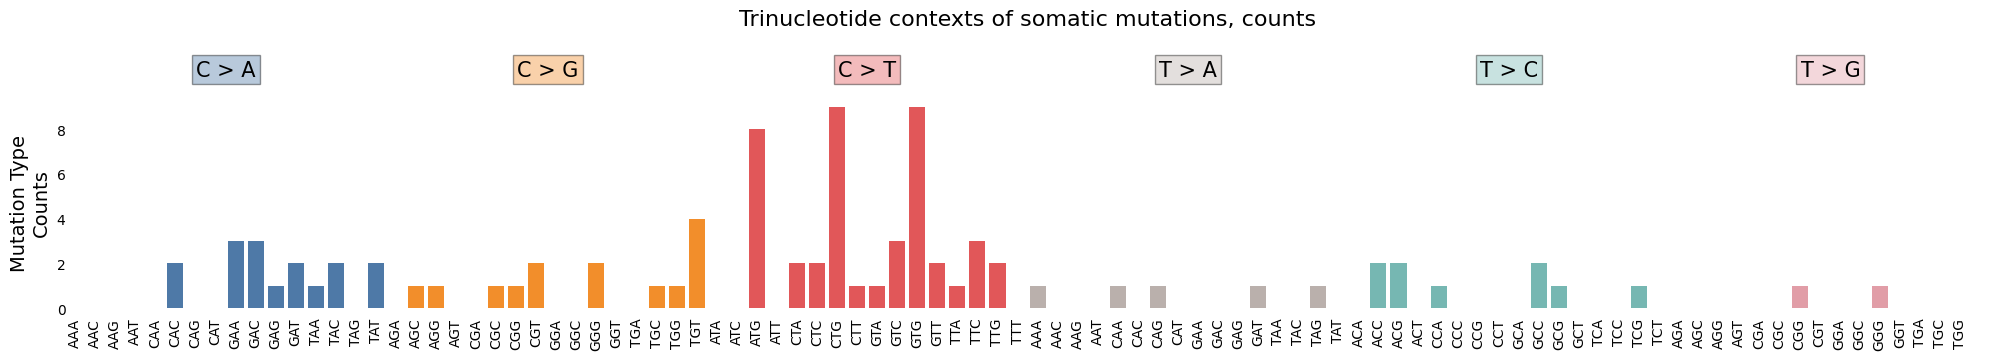 Trinucleotide contexts of somatic mutations, counts
C > A
C > G
C > T
T > A
T > C
T > G
Mutation Type
Counts
8
6
4
2
0
AAA AAC AAG AAT CAA CAC CAG CAT GAA GAC GAG GAT TAA TAC TAG TAT AGA AGC AGG AGT CGA CGC CGG CGT GGA GGC GGG GGT TGA TGC TGG TGT ATA ATC ATG ATT CTA CTC CTG CTT GTA GTC GTG GTT TTA TTC TTG TTT AAA AAC AAG AAT CAA CAC CAG CAT GAA GAC GAG GAT TAA TAC TAG TAT ACA ACC ACG ACT CCA CCC CCG CCT GCA GCC GCG GCT TCA TCC TCG TCT AGA AGC AGG AGT CGA CGC CGG CGT GGA GGC GGG GGT TGA TGC TGG